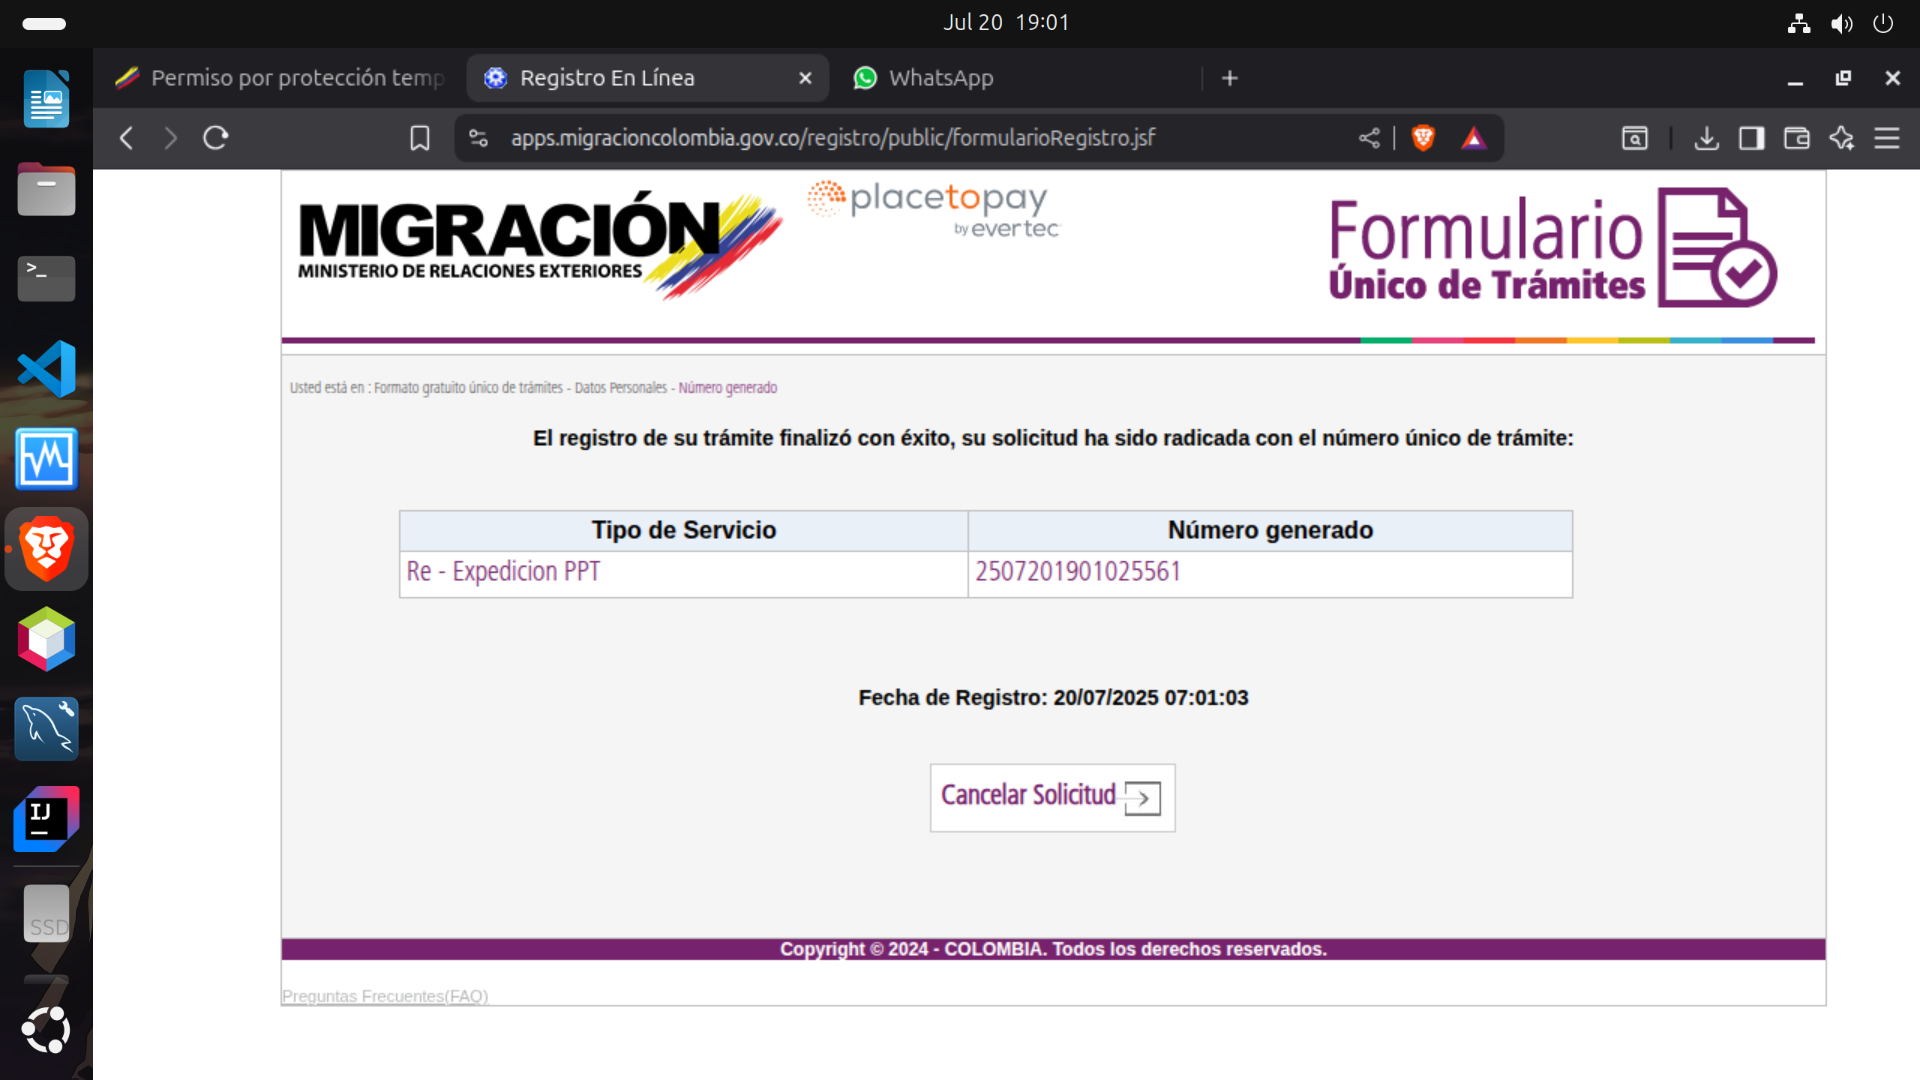 Jul 20 19:01
Permiso por protección temp
Registro En Línea
WhatsApp
apps.migracioncolombia.gov.co/registro/public/formularioRegistro.jsf
MIGRACIÓN
MINISTERIO DE RELACIONES EXTERIORES
placetopay
by evertec
Formulario
Único de Trámites
Usted está en : Formato gratuito único de trámites - Datos Personales - Número generado
El registro de su trámite finalizó con éxito, su solicitud ha sido radicada con el número único de trámite:
Tipo de Servicio Número generado
Re - Expedicion PPT 2507201901025561
Fecha de Registro: 20/07/2025 07:01:03
Cancelar Solicitud
IJ
SSD
Copyright © 2024 - COLOMBIA. Todos los derechos reservados.
Preguntas Frecuentes(FAQ)